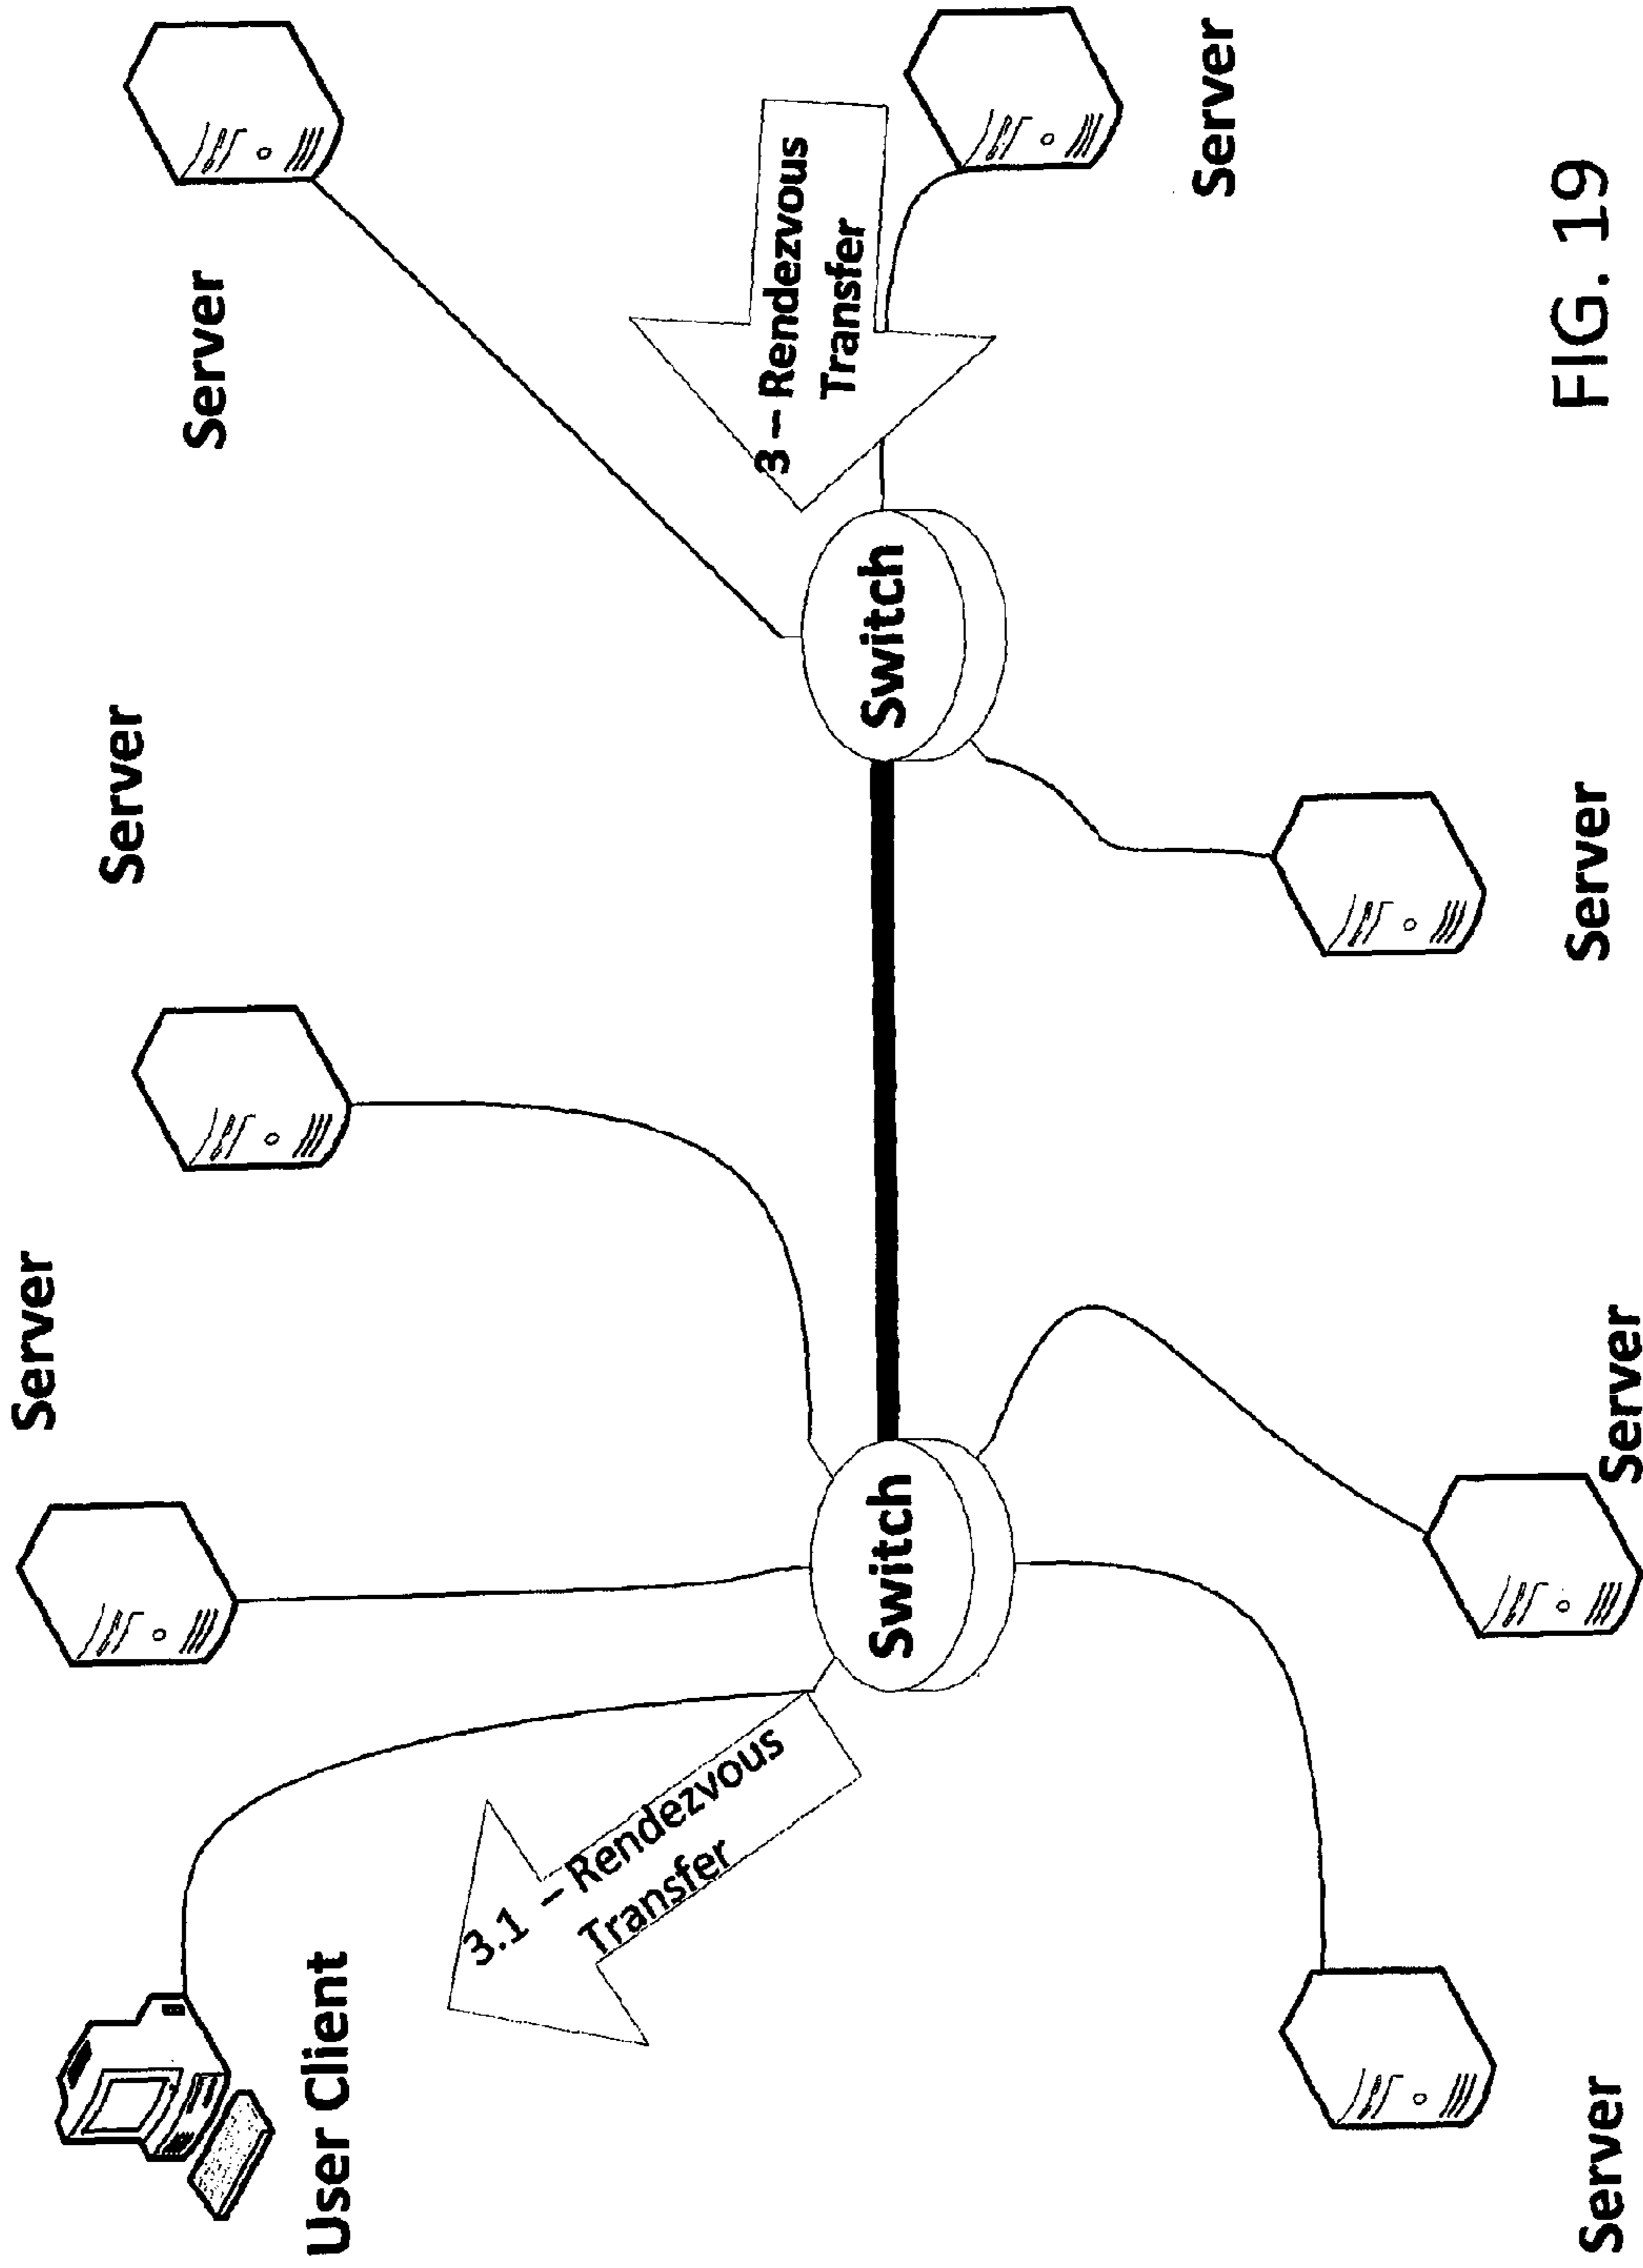 Server
Server
Server
User Client
3.1 – Rendezvous
Transfer
3 – Rendezvous
Transfer
Switch
Switch
Server
Server
Server
Server
FIG. 19